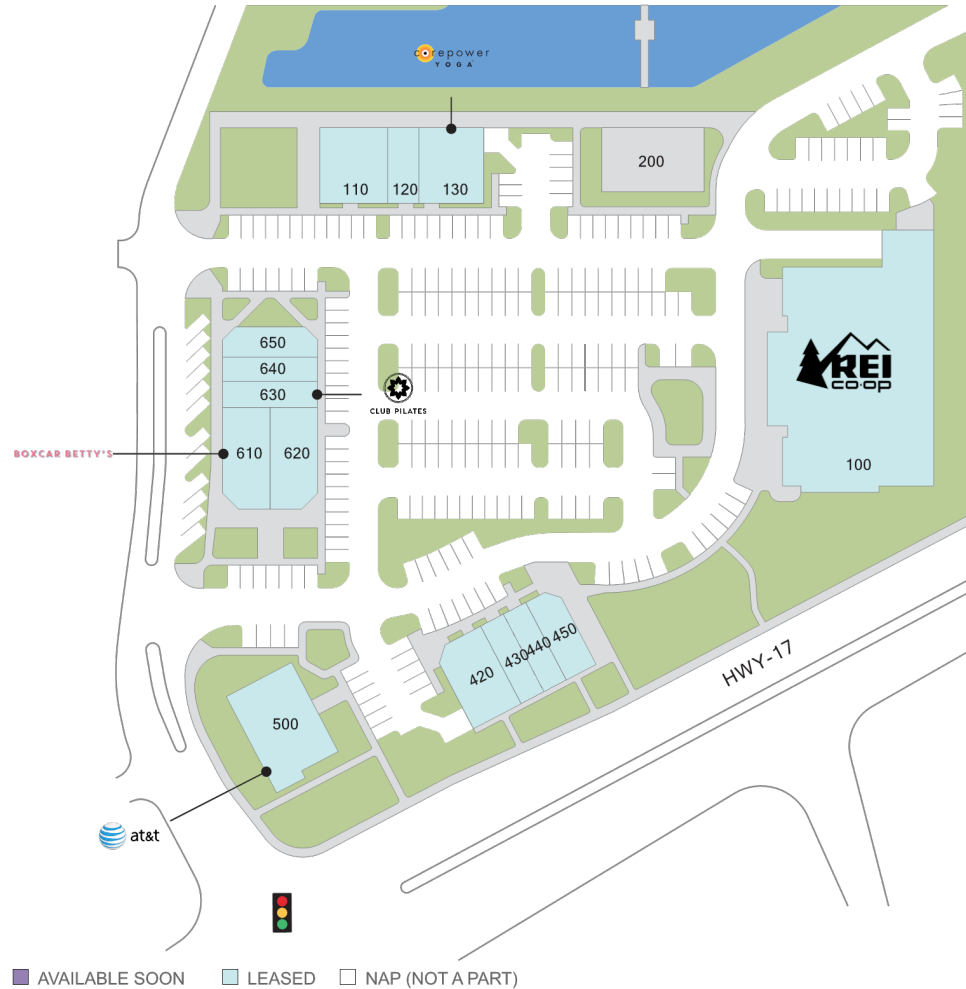 corepower
YOGA
110
120
130
200
650
640
630
CLUB PILATES
BOXCAR BETTY'S
610
620
REI
co·op
100
420
430
440
450
HWY-17
500
at&t
AVAILABLE SOON
LEASED
NAP (NOT A PART)